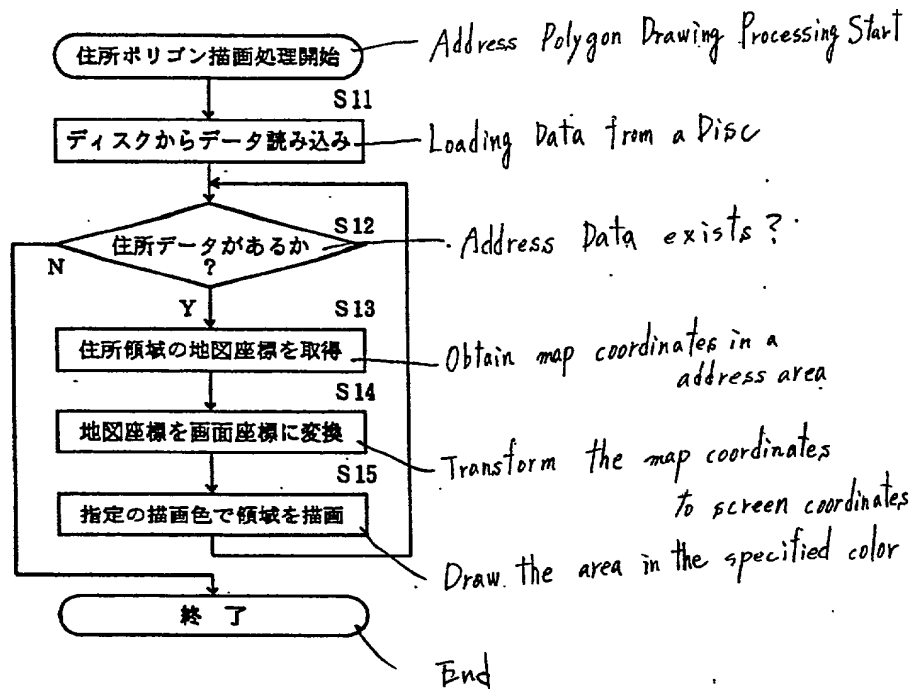 住所ポリゴン描画処理開始
Address Polygon Drawing Processing Start
S11
ディスクからデータ読み込み
Loading Data from a Disc
S12
住所データがあるか
?
Address Data exists?
N
Y
S13
住所領域の地図座標を取得
Obtain map coordinates in a
address area
S14
地図座標を画面座標に変換
Transform the map coordinates
to screen coordinates
S15
指定の描画色で領域を描画
Draw the area in the specified color
終了
End